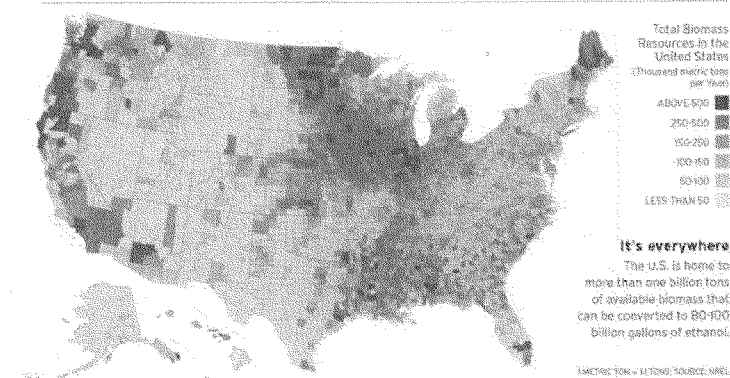 Total Biomass
Resources in the
United States
(Thousand metric tons
per Year)
ABOVE 500
250-500
150-250
100-150
50-100
LESS THAN 50
It's everywhere
The U.S. is home to
more than one billion tons
of available biomass that
can be converted to 80-100
billion gallons of ethanol.
1 METRIC TON = 1.1 TONS; SOURCE: NREL